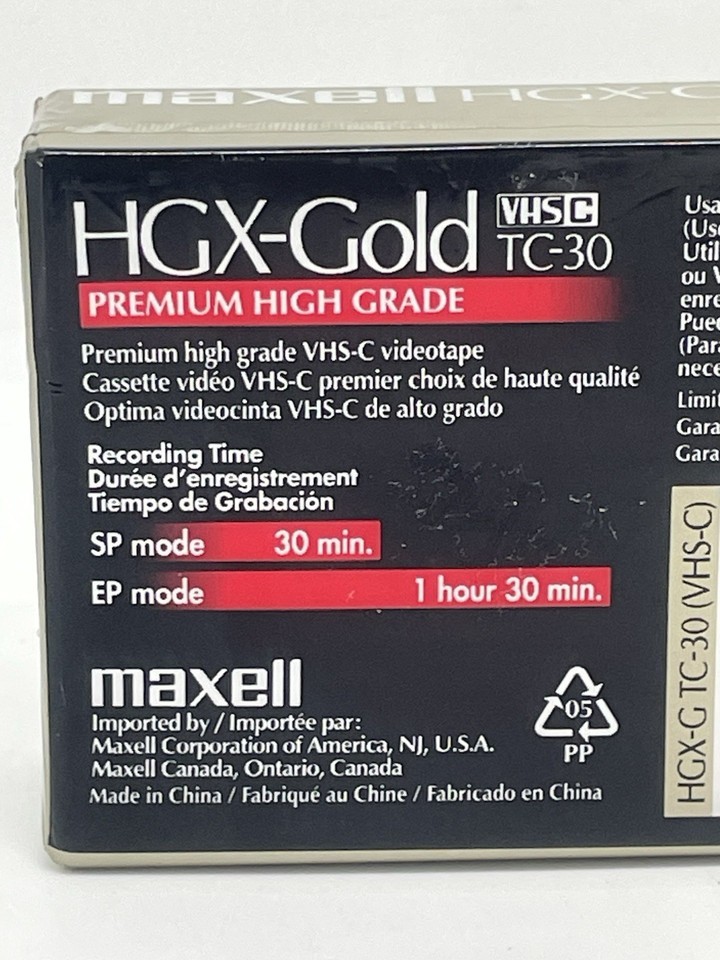 maxell HGX-G
HGX-Gold VHS C
TC-30
PREMIUM HIGH GRADE
Premium high grade VHS-C videotape
Cassette vidéo VHS-C premier choix de haute qualité
Optima videocinta VHS-C de alto grado
Recording Time
Durée d'enregistrement
Tiempo de Grabación
SP mode 30 min.
EP mode 1 hour 30 min.
maxell
Imported by / Importée par:
Maxell Corporation of America, NJ, U.S.A.
Maxell Canada, Ontario, Canada
Made in China / Fabriqué au Chine / Fabricado en China
05
PP
ou
HGX-G TC-30 (VHS-C)